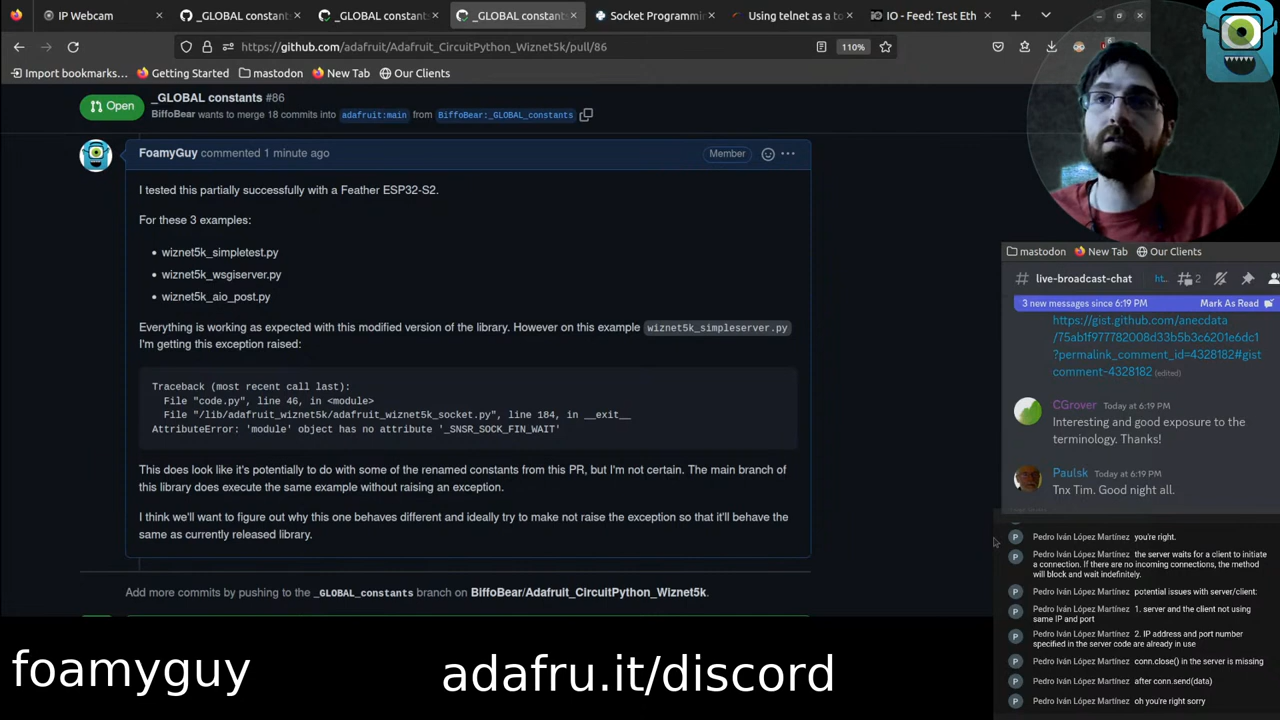 IP Webcam
_GLOBAL constants
_GLOBAL constants
_GLOBAL constants
Socket Programmi
Using telnet as a to
IO - Feed: Test Eth
https://github.com/adafruit/Adafruit_CircuitPython_Wiznet5k/pull/86
110%
Import bookmarks…
Getting Started
mastodon
New Tab
Our Clients
Open
_GLOBAL constants #86
BiffoBear wants to merge 18 commits into adafruit:main from BiffoBear:_GLOBAL_constants
FoamyGuy commented 1 minute ago
Member
I tested this partially successfully with a Feather ESP32-S2.
For these 3 examples:
wiznet5k_simpletest.py
wiznet5k_wsgiserver.py
wiznet5k_aio_post.py
Everything is working as expected with this modified version of the library. However on this example wiznet5k_simpleserver.py
I'm getting this exception raised:
Traceback (most recent call last):
File "code.py", line 46, in <module>
File "/lib/adafruit_wiznet5k/adafruit_wiznet5k_socket.py", line 184, in __exit__
AttributeError: 'module' object has no attribute '_SNSR_SOCK_FIN_WAIT'
This does look like it's potentially to do with some of the renamed constants from this PR, but I'm not certain. The main branch of
this library does execute the same example without raising an exception.
I think we'll want to figure out why this one behaves different and ideally try to make not raise the exception so that it'll behave the
same as currently released library.
Add more commits by pushing to the _GLOBAL_constants branch on BiffoBear/Adafruit_CircuitPython_Wiznet5k.
mastodon
New Tab
Our Clients
# live-broadcast-chat
ht..
2
3 new messages since 6:19 PM
Mark As Read
https://gist.github.com/anecdata
/75ab1f977782008d33b5b3c6201e6dc1
?permalink_comment_id=4328182#gist
comment-4328182 (edited)
CGrover Today at 6:19 PM
Interesting and good exposure to the
terminology. Thanks!
Paulsk Today at 6:19 PM
Tnx Tim. Good night all.
P Pedro Iván López Martínez you're right.
P Pedro Iván López Martínez the server waits for a client to initiate
a connection. If there are no incoming connections, the method
will block and wait indefinitely.
P Pedro Iván López Martínez potential issues with server/client:
P Pedro Iván López Martínez 1. server and the client not using
same IP and port
P Pedro Iván López Martínez 2. IP address and port number
specified in the server code are already in use
P Pedro Iván López Martínez conn.close() in the server is missing
P Pedro Iván López Martínez after conn.send(data)
P Pedro Iván López Martínez oh you're right sorry
foamyguy
adafru.it/discord